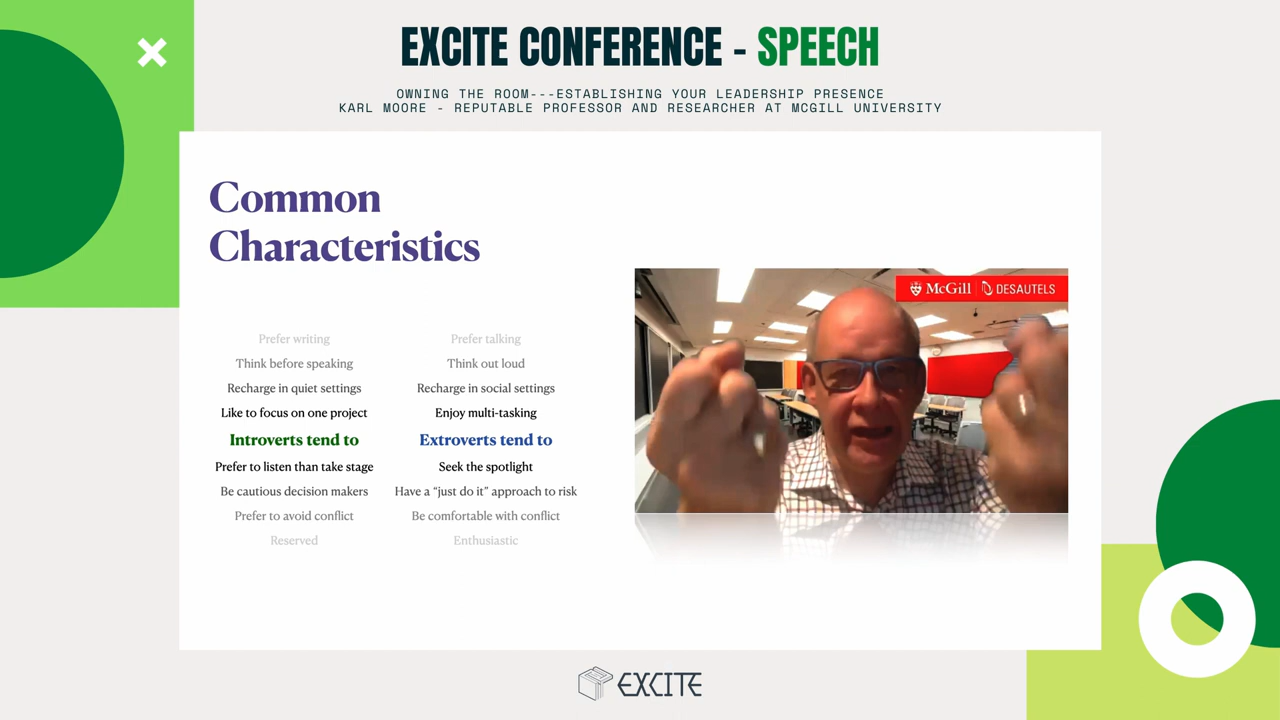 EXCITE CONFERENCE - SPEECH
OWNING THE ROOM---ESTABLISHING YOUR LEADERSHIP PRESENCE
KARL MOORE - REPUTABLE PROFESSOR AND RESEARCHER AT MCGILL UNIVERSITY
Common
Characteristics
McGill DESAUTELS
Prefer writing
Think before speaking
Recharge in quiet settings
Like to focus on one project
Introverts tend to
Prefer to listen than take stage
Be cautious decision makers
Prefer to avoid conflict
Reserved
Prefer talking
Think out loud
Recharge in social settings
Enjoy multi-tasking
Extroverts tend to
Seek the spotlight
Have a “just do it” approach to risk
Be comfortable with conflict
Enthusiastic
EXCITE